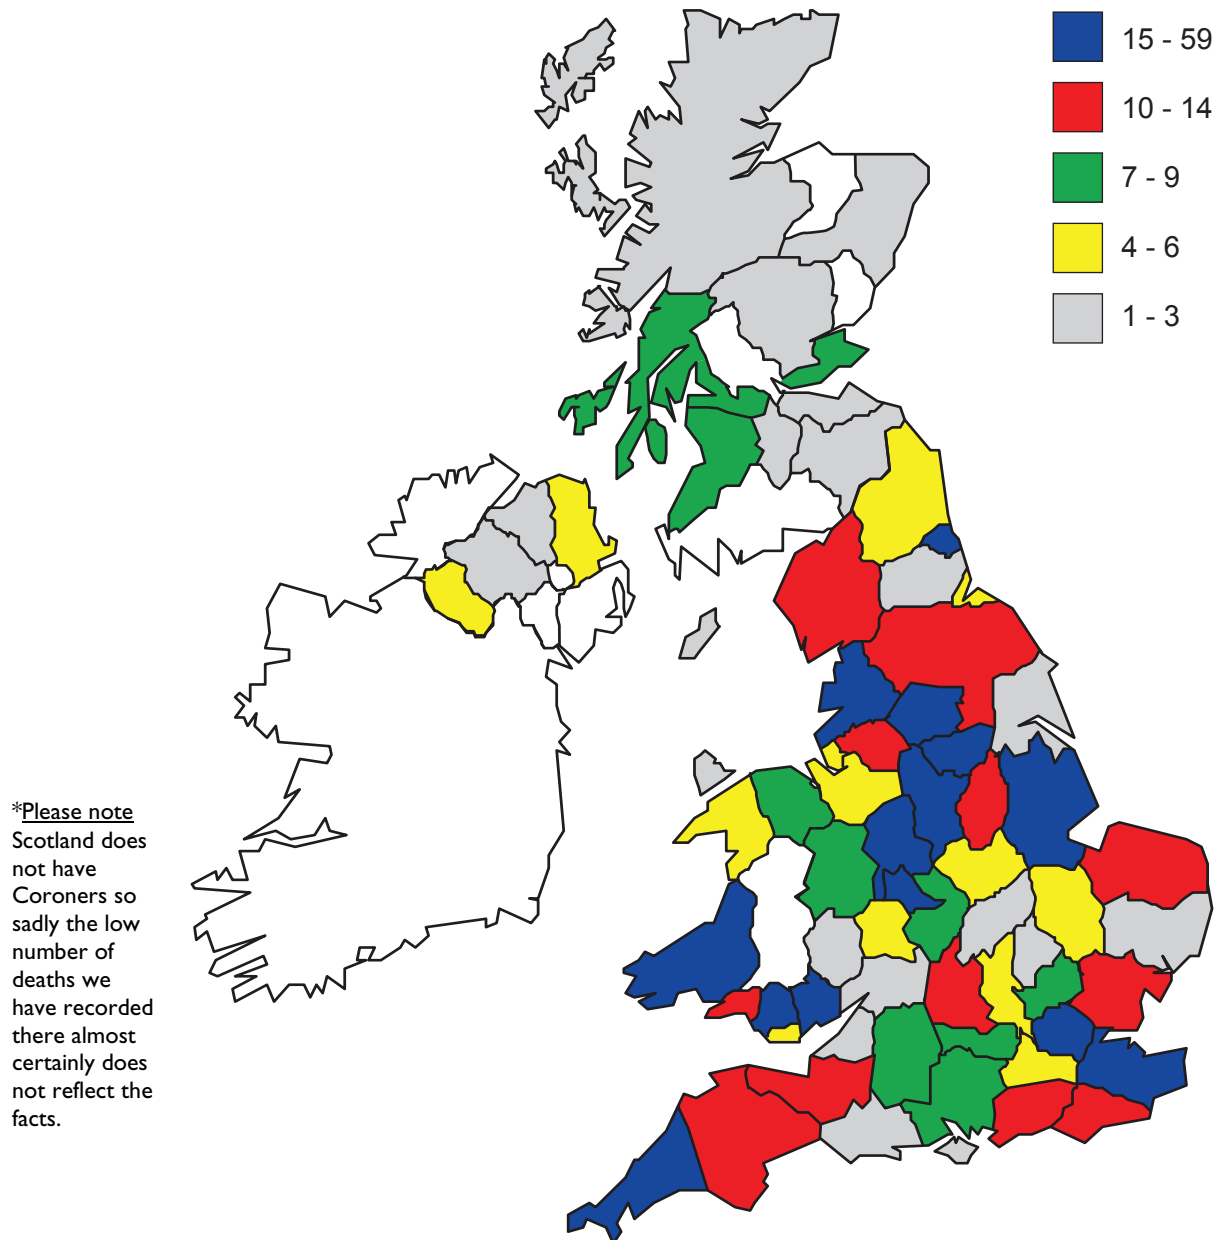 15 - 59
10 - 14
7 - 9
4 - 6
1 - 3
*Please note
Scotland does
not have
Coroners so
sadly the low
number of
deaths we
have recorded
there almost
certainly does
not reflect the
facts.